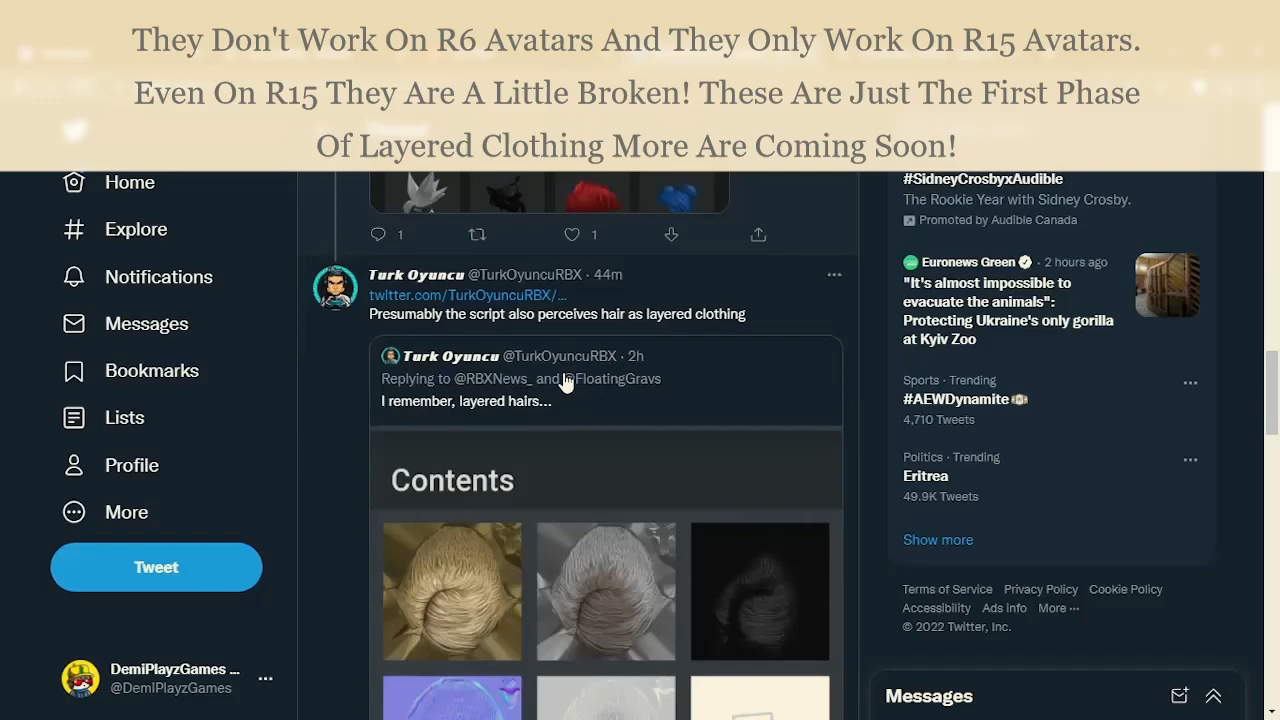 They Don't Work On R6 Avatars And They Only Work On R15 Avatars.
Even On R15 They Are A Little Broken! These Are Just The First Phase
Of Layered Clothing More Are Coming Soon!
Home
Explore
Notifications
Messages
Bookmarks
Lists
Profile
More
Tweet
DemiPlayzGames ...
@DemIPlayzGames
1
1
Turk Oyuncu @TurkOyuncuRBX · 44m
twitter.com/TurkOyuncuRBX/...
Presumably the script also perceives hair as layered clothing
Turk Oyuncu @TurkOyuncuRBX · 2h
Replying to @RBXNews_ and @FloatingGravs
I remember, layered hairs...
Contents
#SidneyCrosbyxAudible
The Rookie Year with Sidney Crosby.
Promoted by Audible Canada
Euronews Green · 2 hours ago
"It's almost impossible to
evacuate the animals":
Protecting Ukraine's only gorilla
at Kyiv Zoo
Sports · Trending
#AEWDynamite
4,710 Tweets
Politics · Trending
Eritrea
49.9K Tweets
Show more
Terms of Service Privacy Policy Cookie Policy
Accessibility Ads info More ···
© 2022 Twitter, Inc.
Messages